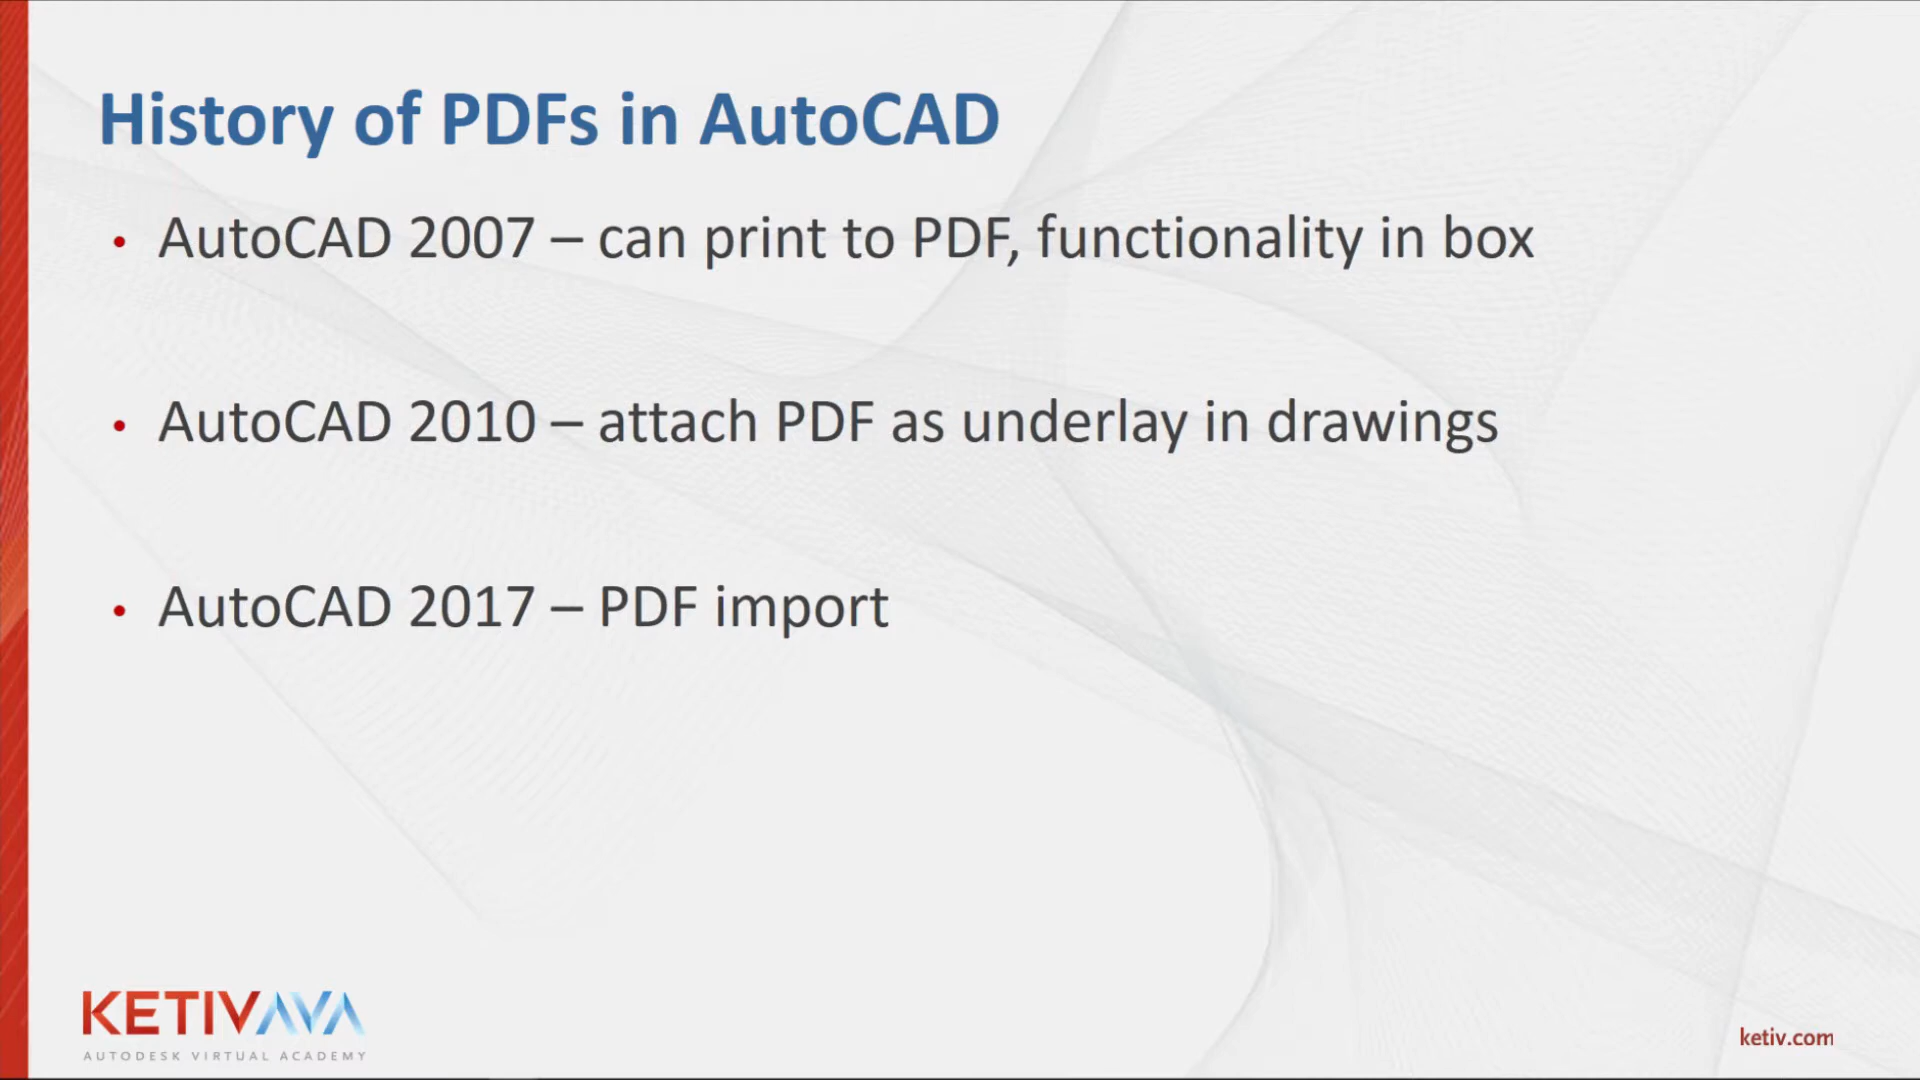 History of PDFs in AutoCAD
• AutoCAD 2007 – can print to PDF, functionality in box
• AutoCAD 2010 – attach PDF as underlay in drawings
• AutoCAD 2017 – PDF import
KETIVAVA
AUTODESK VIRTUAL ACADEMY
ketiv.com